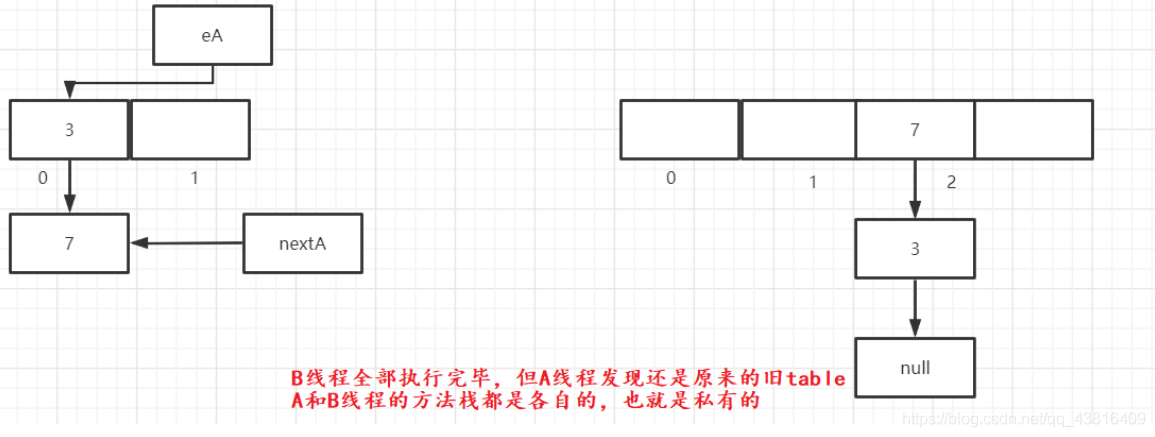 eA
3
7
0
1
0
1
2
7
nextA
3
null
B线程全部执行完毕，但A线程发现还是原来的旧table
A和B线程的方法栈都是各自的，也就是私有的
https://blog.csdn.net/qq_43816409